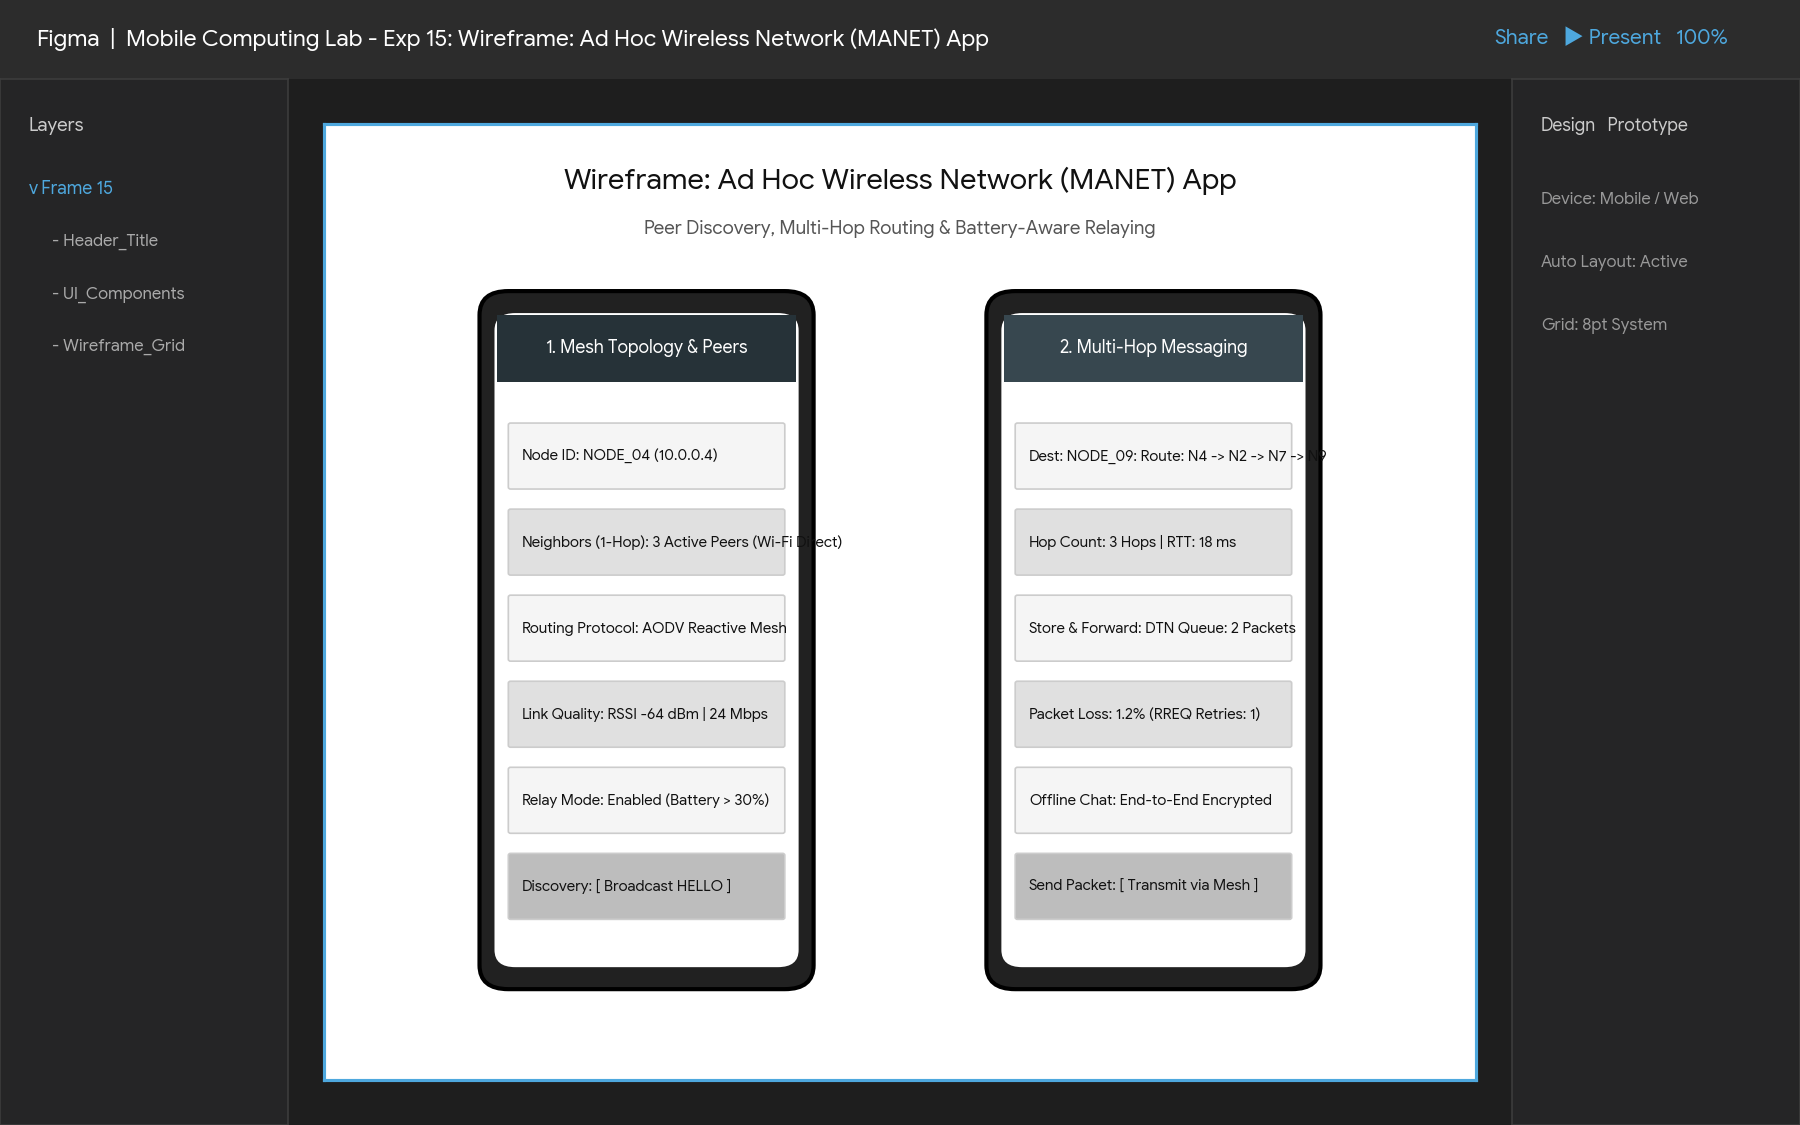 Figma | Mobile Computing Lab - Exp 15: Wireframe: Ad Hoc Wireless Network (MANET) App
Share ▶ Present 100%
Layers
v Frame 15
- Header_Title
- UI_Components
- Wireframe_Grid
Wireframe: Ad Hoc Wireless Network (MANET) App
Peer Discovery, Multi-Hop Routing & Battery-Aware Relaying
1. Mesh Topology & Peers
Node ID: NODE_04 (10.0.0.4)
Neighbors (1-Hop): 3 Active Peers (Wi-Fi Direct)
Routing Protocol: AODV Reactive Mesh
Link Quality: RSSI -64 dBm | 24 Mbps
Relay Mode: Enabled (Battery > 30%)
Discovery: [ Broadcast HELLO ]
2. Multi-Hop Messaging
Dest: NODE_09: Route: N4 -> N2 -> N7 -> N9
Hop Count: 3 Hops | RTT: 18 ms
Store & Forward: DTN Queue: 2 Packets
Packet Loss: 1.2% (RREQ Retries: 1)
Offline Chat: End-to-End Encrypted
Send Packet: [ Transmit via Mesh ]
Design Prototype
Device: Mobile / Web
Auto Layout: Active
Grid: 8pt System